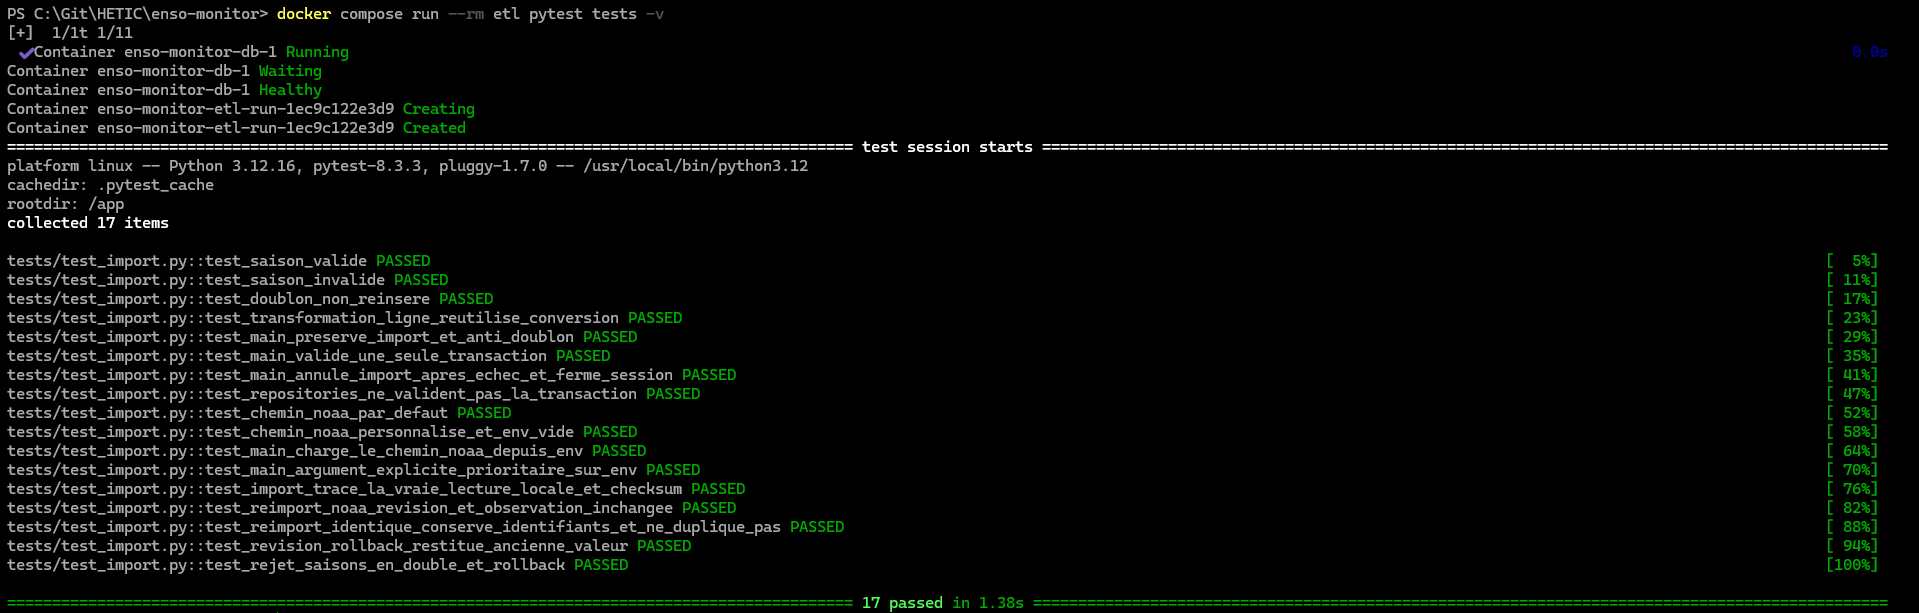 PS C:\Git\HETIC\enso-monitor> docker compose run --rm etl pytest tests -v
[+]  1/1t 1/11
✔Container enso-monitor-db-1 Running 0.0s
Container enso-monitor-db-1 Waiting
Container enso-monitor-db-1 Healthy
Container enso-monitor-etl-run-1ec9c122e3d9 Creating
Container enso-monitor-etl-run-1ec9c122e3d9 Created
============================================================================================== test session starts ==============================================================================================
platform linux -- Python 3.12.16, pytest-8.3.3, pluggy-1.7.0 -- /usr/local/bin/python3.12
cachedir: .pytest_cache
rootdir: /app
collected 17 items
tests/test_import.py::test_saison_valide PASSED [  5%]
tests/test_import.py::test_saison_invalide PASSED [ 11%]
tests/test_import.py::test_doublon_non_reinsere PASSED [ 17%]
tests/test_import.py::test_transformation_ligne_reutilise_conversion PASSED [ 23%]
tests/test_import.py::test_main_preserve_import_et_anti_doublon PASSED [ 29%]
tests/test_import.py::test_main_valide_une_seule_transaction PASSED [ 35%]
tests/test_import.py::test_main_annule_import_apres_echec_et_ferme_session PASSED [ 41%]
tests/test_import.py::test_repositories_ne_valident_pas_la_transaction PASSED [ 47%]
tests/test_import.py::test_chemin_noaa_par_defaut PASSED [ 52%]
tests/test_import.py::test_chemin_noaa_personnalise_et_env_vide PASSED [ 58%]
tests/test_import.py::test_main_charge_le_chemin_noaa_depuis_env PASSED [ 64%]
tests/test_import.py::test_main_argument_explicite_prioritaire_sur_env PASSED [ 70%]
tests/test_import.py::test_import_trace_la_vraie_lecture_locale_et_checksum PASSED [ 76%]
tests/test_import.py::test_reimport_noaa_revision_et_observation_inchangee PASSED [ 82%]
tests/test_import.py::test_reimport_identique_conserve_identifiants_et_ne_duplique_pas PASSED [ 88%]
tests/test_import.py::test_revision_rollback_restitue_ancienne_valeur PASSED [ 94%]
tests/test_import.py::test_rejet_saisons_en_double_et_rollback PASSED [100%]
============================================================================================== 17 passed in 1.38s ===============================================================================================